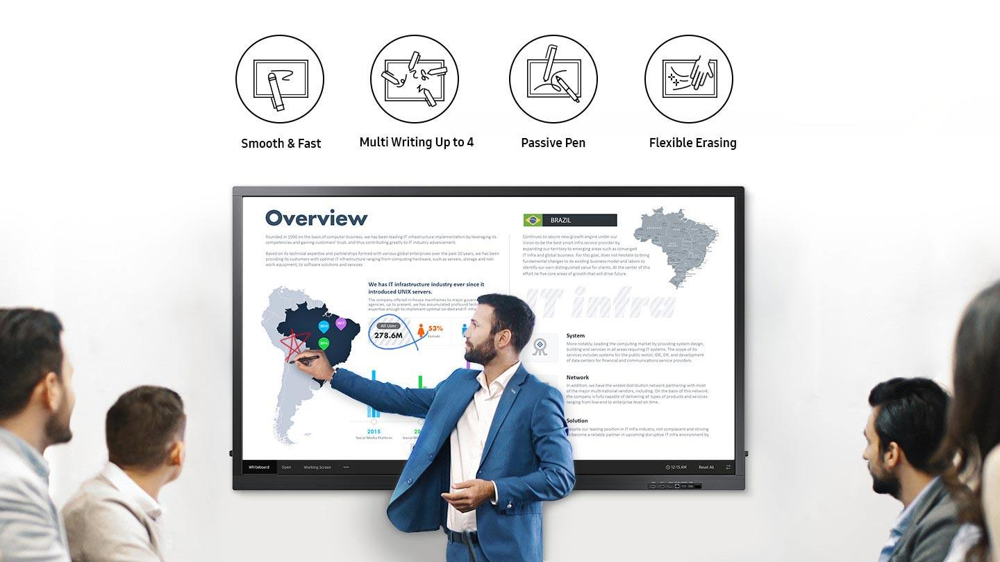 Smooth & Fast
Multi Writing Up to 4
Passive Pen
Flexible Erasing
Overview
Founded in 1990 on the basis of computer business, we has been leading IT infrastructure implementation by leveraging its
competencies and gaining customers' trust, and thus contributing greatly to IT industry advancement.
Based on its technical expertise and partnerships formed with various global enterprises over the past 10 years, we has been
providing its customers with optimal IT infrastructure ranging from computing hardware, such as servers, storage and net-
work equipment, to software solutions and services
We has IT infrastructure industry ever since it
introduced UNIX servers.
The company offered in-house mainframes to major govern
agencies, up to present, we has accumulated profound tech
expertise enough to implement optimal on-demand IT infra
All User
278.6M
53%
Female
2015
2017
2016
2015
Social Media Platform
20
Social M
BRAZIL
Continues to secure new growth engine under our
Vision to be the best smart infra service provider by
expanding our territory to emerging areas such as converged
IT infra and global business. For this goal, does not hesitate to bring
fundamental changes to its existing business model and labors to
identify our own distinguished value for clients. At the center of this
effort lie five core areas of growth that will drive future.
IT infra
System
More notably, Leading the computing market by providing system design,
building and services in all areas requiring IT systems. The scope of its
services includes systems for the public sector, IDC, DR, and development
of data centers for financial and communications service providers.
Network
In addition, we have the widest distribution network partnering with most
of the major multi-national vendors, including. On the basis of this network,
the company is fully capable of delivering all types of products and services
ranging from low-end to enterprise level on time.
Solution
espite our leading position in IT infra industry, not complacent and striving
o become a reliable partner in upcoming disruptive IT infra environment by
Whiteboard
Open
Working Screen
12:15 AM
Reset All